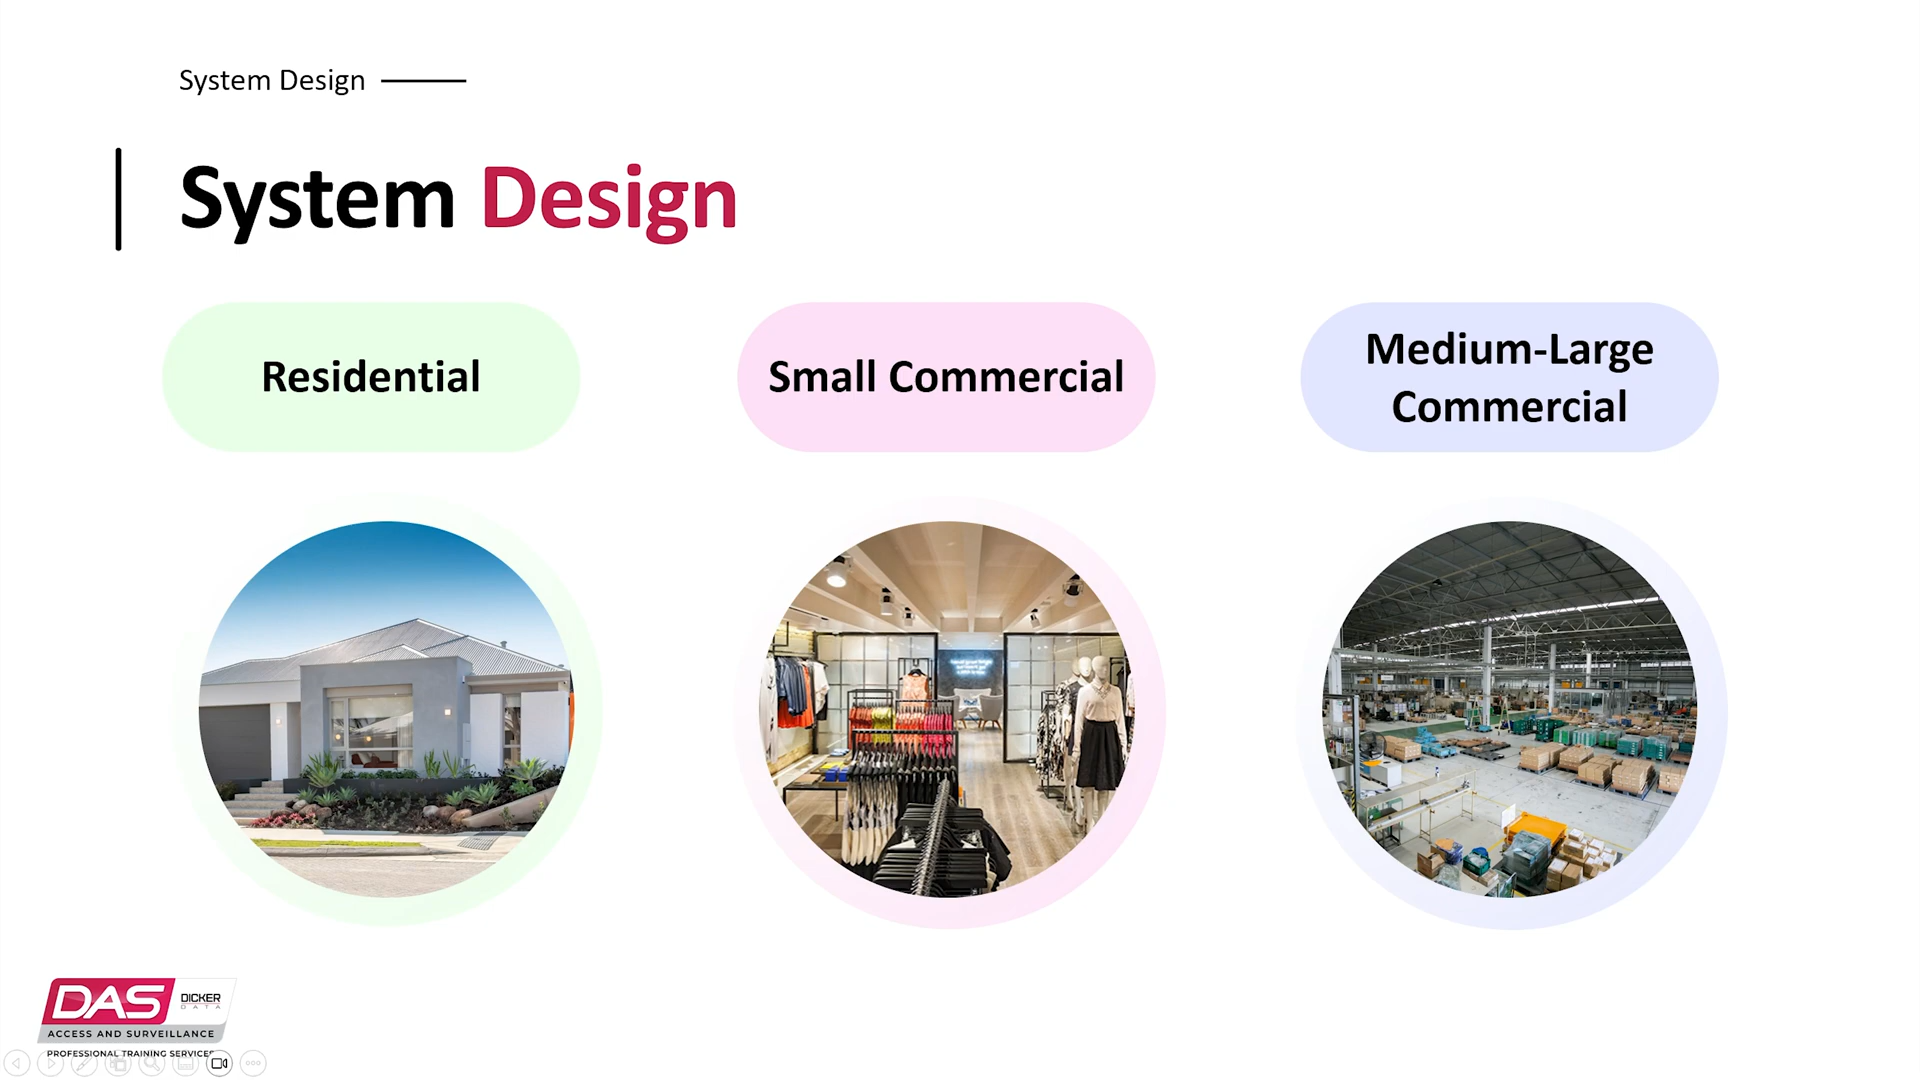 System Design
System Design
Residential
Small Commercial
Medium-Large
Commercial
DAS
DICKER
DATA
ACCESS AND SURVEILLANCE
PROFESSIONAL TRAINING SERVICES